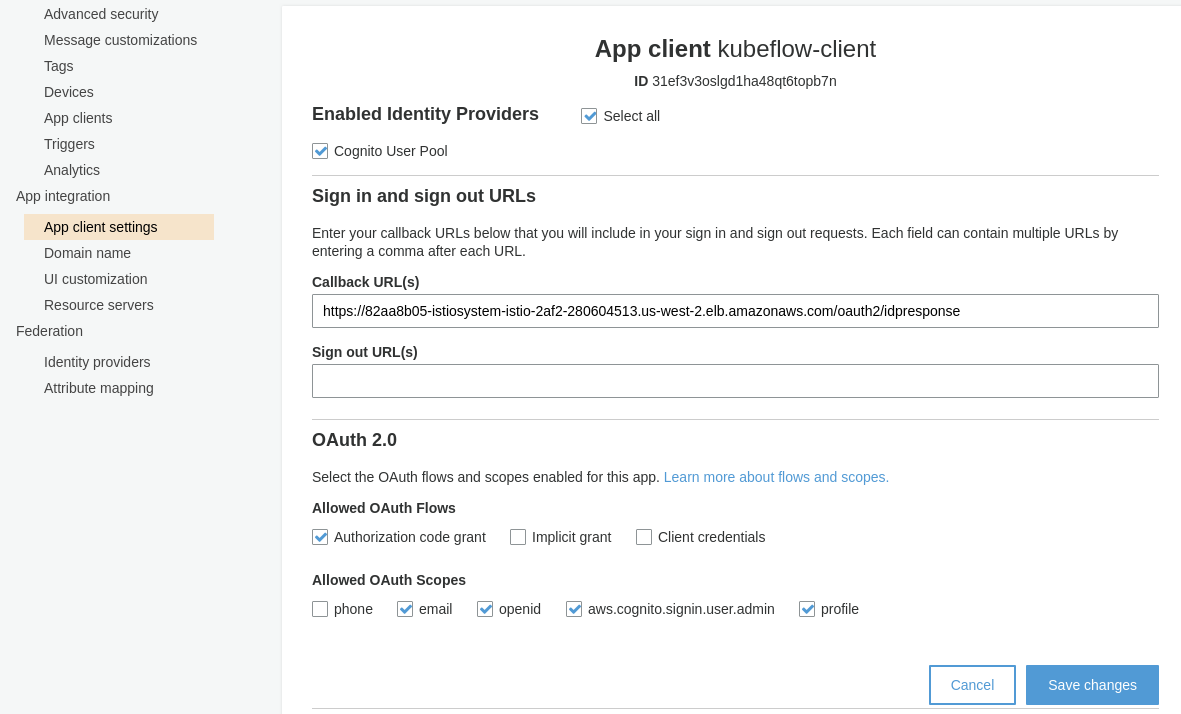 Advanced security
Message customizations
Tags
Devices
App clients
Triggers
Analytics
App integration
App client settings
Domain name
UI customization
Resource servers
Federation
Identity providers
Attribute mapping
App client kubeflow-client
ID 31ef3v3oslgd1ha48qt6topb7n
Enabled Identity Providers Select all
Cognito User Pool
Sign in and sign out URLs
Enter your callback URLs below that you will include in your sign in and sign out requests. Each field can contain multiple URLs by
entering a comma after each URL.
Callback URL(s)
https://82aa8b05-istiosystem-istio-2af2-280604513.us-west-2.elb.amazonaws.com/oauth2/idpresponse
Sign out URL(s)
OAuth 2.0
Select the OAuth flows and scopes enabled for this app. Learn more about flows and scopes.
Allowed OAuth Flows
Authorization code grant Implicit grant Client credentials
Allowed OAuth Scopes
phone email openid aws.cognito.signin.user.admin profile
Cancel Save changes